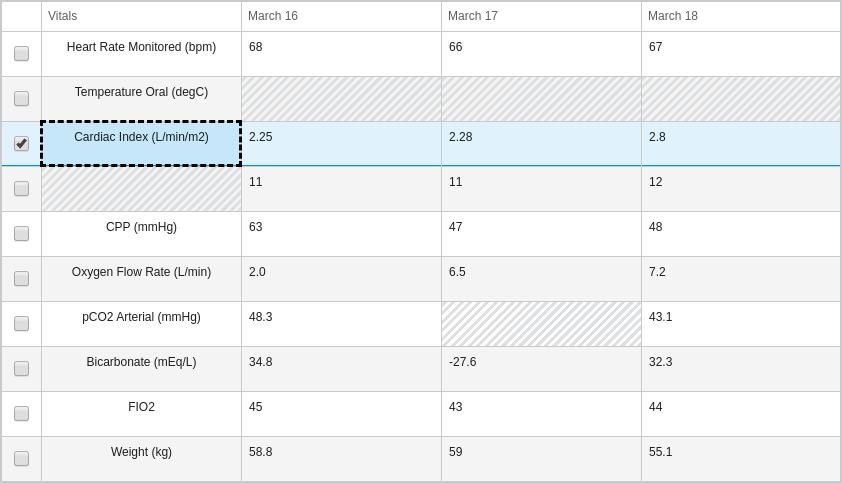 Vitals March 16 March 17 March 18
Heart Rate Monitored (bpm) 68 66 67
Temperature Oral (degC)
Cardiac Index (L/min/m2) 2.25 2.28 2.8
11 11 12
CPP (mmHg) 63 47 48
Oxygen Flow Rate (L/min) 2.0 6.5 7.2
pCO2 Arterial (mmHg) 48.3 43.1
Bicarbonate (mEq/L) 34.8 -27.6 32.3
FIO2 45 43 44
Weight (kg) 58.8 59 55.1